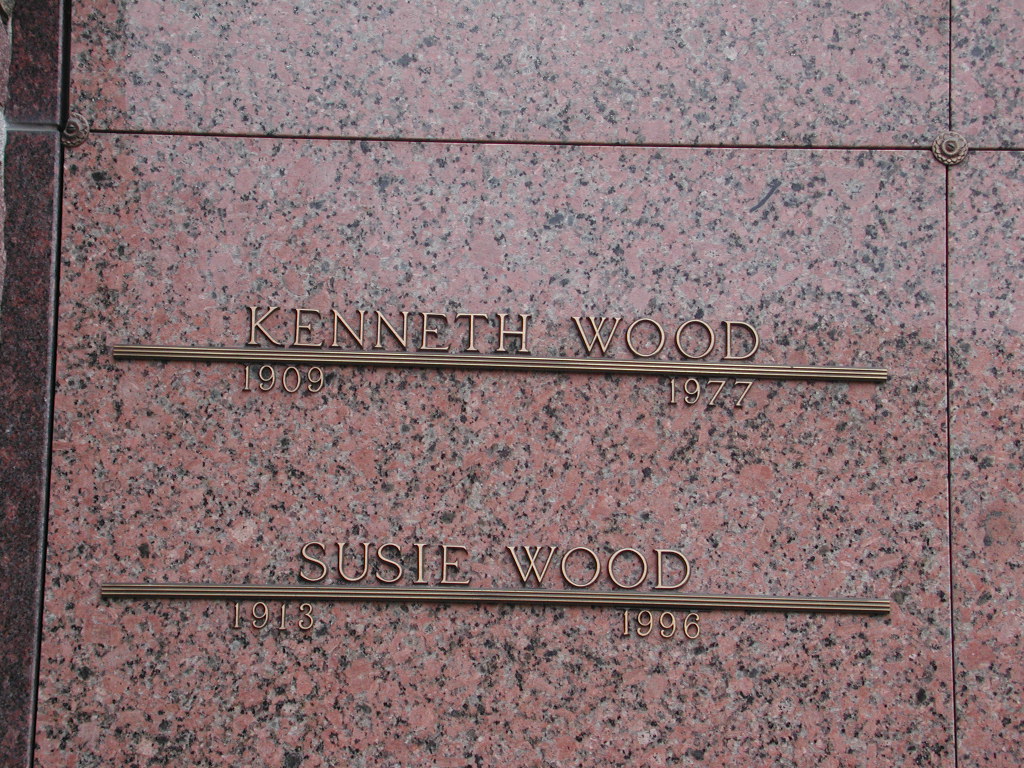 KENNETH WOOD
1909 1977
SUSIE WOOD
1913 1996